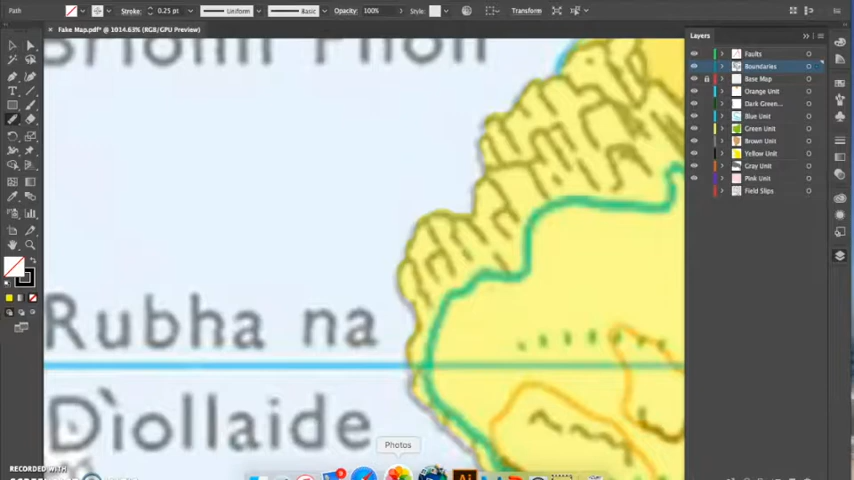 Path
Stroke: 0.25 pt
Uniform
Basic
Opacity: 100%
Style:
Transform
× Fake Map.pdf* @ 1014.63% (RGB/GPU Preview)
Layers
Faults
Boundaries
Base Map
Orange Unit
Dark Green...
Blue Unit
Green Unit
Brown Unit
Yellow Unit
Gray Unit
Pink Unit
Field Slips
Rubha na
Dìollaide
Photos
RECORDED WITH
Ai